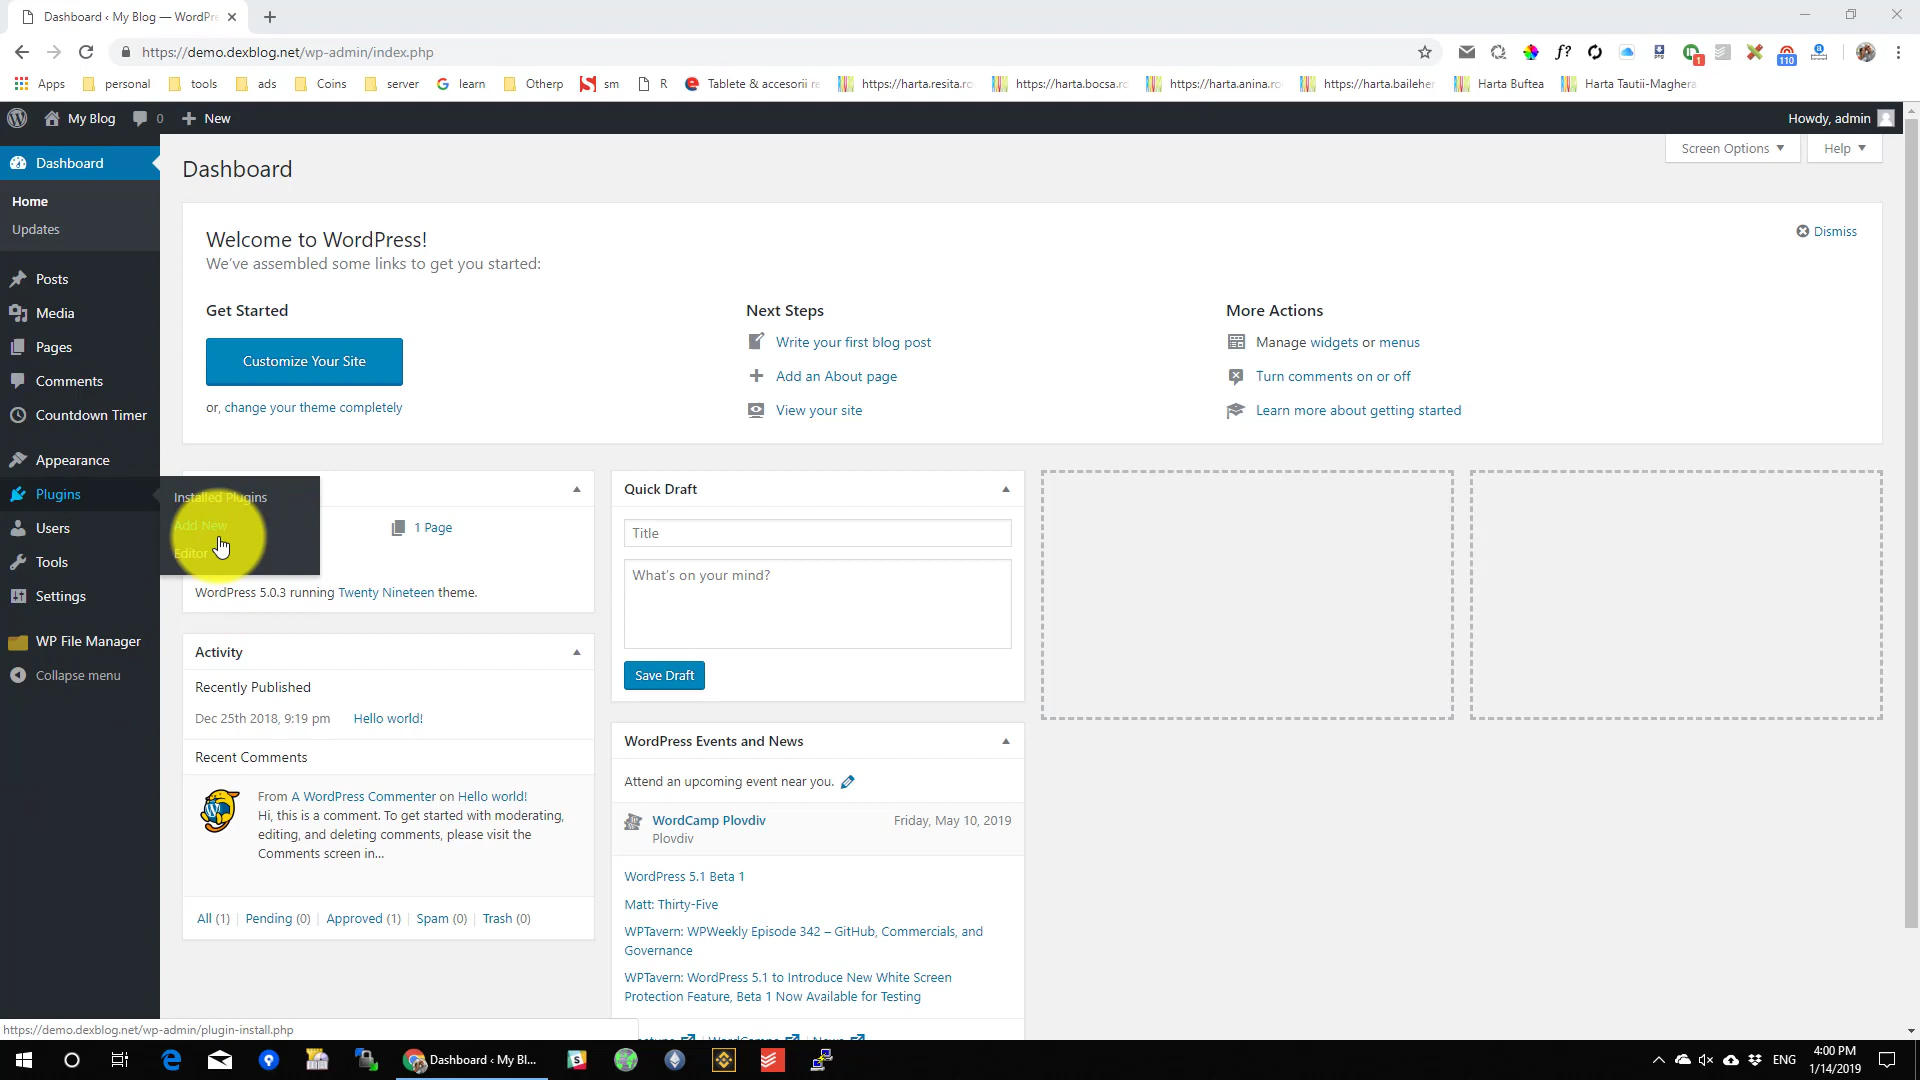 Dashboard ‹ My Blog — WordPre
https://demo.dexblog.net/wp-admin/index.php
f?
1
110
Apps personal tools ads Coins server learn Otherp sm R Tablete & accesorii re https://harta.resita.ro https://harta.bocsa.ro https://harta.anina.ro https://harta.baileher Harta Buftea Harta Tautii-Maghera
My Blog 0 New Howdy, admin
Dashboard
Home
Updates
Posts
Media
Pages
Comments
Countdown Timer
Appearance
Plugins
Users
Tools
Settings
WP File Manager
Collapse menu
Installed Plugins
Add New
Editor
Dashboard
Screen Options Help
Welcome to WordPress!
Dismiss
We've assembled some links to get you started:
Get Started
Customize Your Site
or, change your theme completely
Next Steps
Write your first blog post
Add an About page
View your site
More Actions
Manage widgets or menus
Turn comments on or off
Learn more about getting started
1 Page
WordPress 5.0.3 running Twenty Nineteen theme.
Activity
Recently Published
Dec 25th 2018, 9:19 pm Hello world!
Recent Comments
From A WordPress Commenter on Hello world!
Hi, this is a comment. To get started with moderating,
editing, and deleting comments, please visit the
Comments screen in...
All (1) | Pending (0) | Approved (1) | Spam (0) | Trash (0)
Quick Draft
Title
What's on your mind?
Save Draft
WordPress Events and News
Attend an upcoming event near you.
WordCamp Plovdiv Friday, May 10, 2019
Plovdiv
WordPress 5.1 Beta 1
Matt: Thirty-Five
WPTavern: WPWeekly Episode 342 – GitHub, Commercials, and
Governance
WPTavern: WordPress 5.1 to Introduce New White Screen
Protection Feature, Beta 1 Now Available for Testing
https://demo.dexblog.net/wp-admin/plugin-install.php
Dashboard ‹ My Bl...
ENG
4:00 PM
1/14/2019